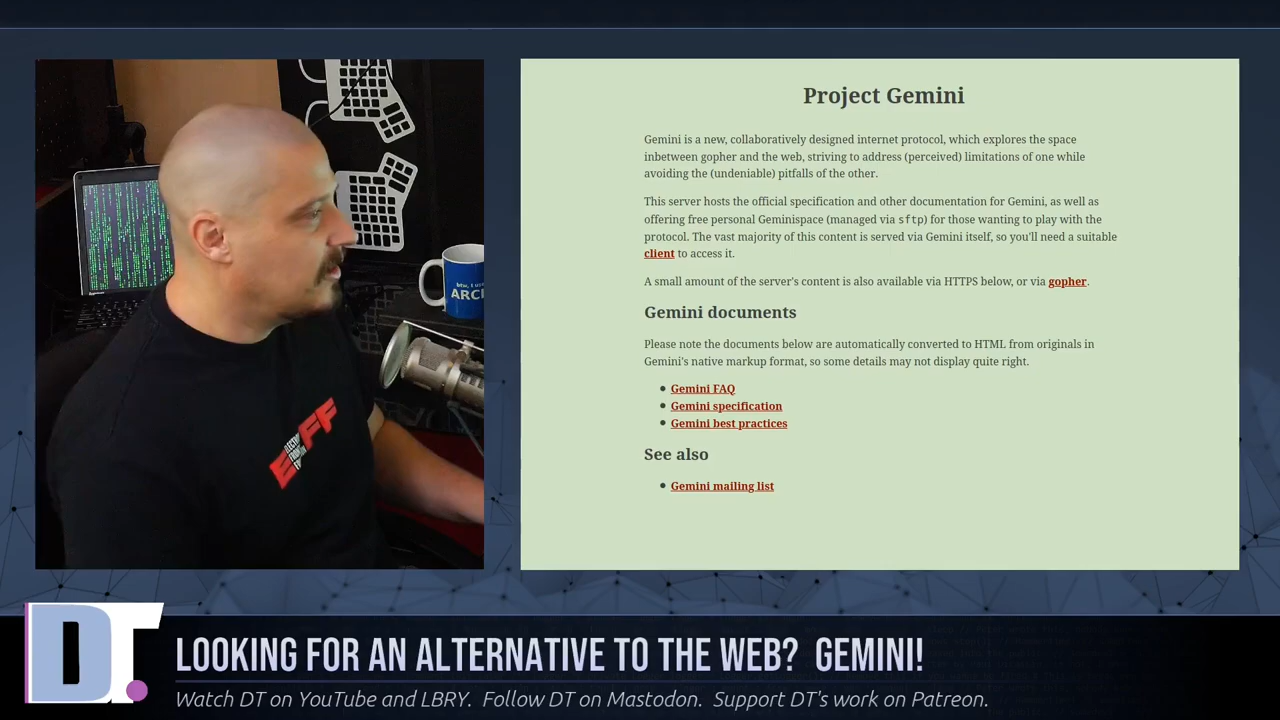 Project Gemini
Gemini is a new, collaboratively designed internet protocol, which explores the space
inbetween gopher and the web, striving to address (perceived) limitations of one while
avoiding the (undeniable) pitfalls of the other.
This server hosts the official specification and other documentation for Gemini, as well as
offering free personal Geminispace (managed via sftp) for those wanting to play with the
protocol. The vast majority of this content is served via Gemini itself, so you'll need a suitable
client to access it.
A small amount of the server's content is also available via HTTPS below, or via gopher.
Gemini documents
Please note the documents below are automatically converted to HTML from originals in
Gemini's native markup format, so some details may not display quite right.
Gemini FAQ
Gemini specification
Gemini best practices
See also
Gemini mailing list
btw, I use
ARC
EFF
DT
LOOKING FOR AN ALTERNATIVE TO THE WEB? GEMINI!
Watch DT on YouTube and LBRY. Follow DT on Mastodon. Support DT's work on Patreon.